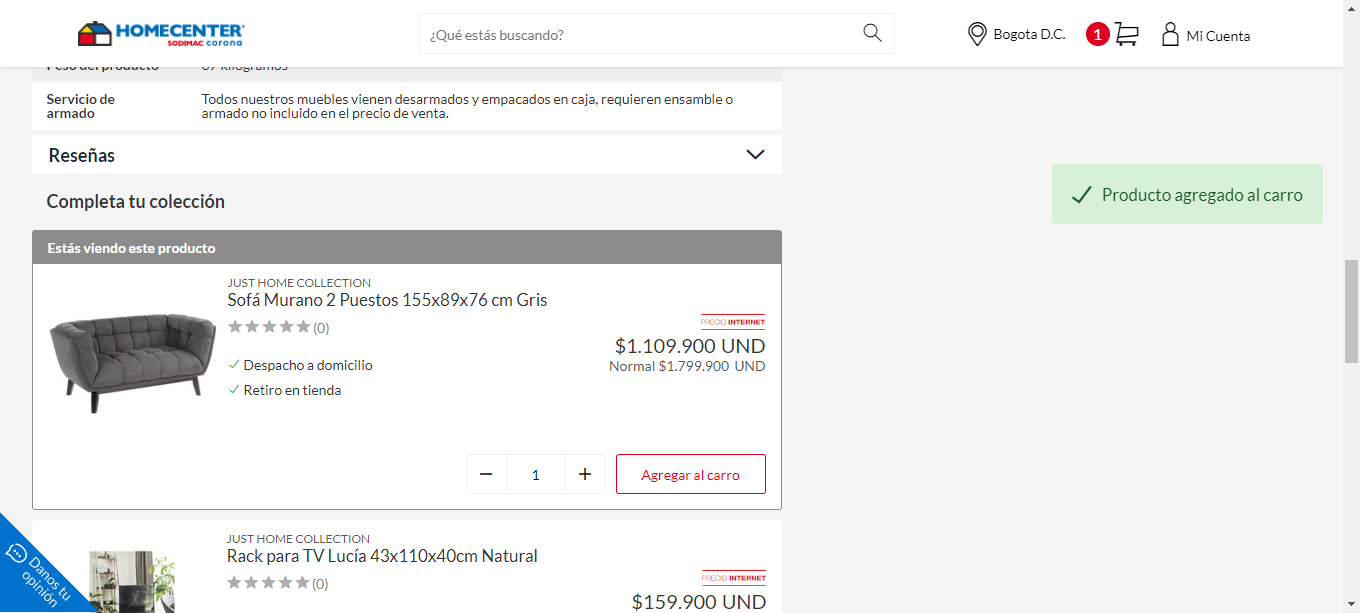 HOMECENTER
SODIMAC corona
¿Qué estás buscando?
Bogota D.C.
1
Mi Cuenta
Peso del producto 67 kilogramos
Servicio de armado
Todos nuestros muebles vienen desarmados y empacados en caja, requieren ensamble o
armado no incluido en el precio de venta.
Reseñas
Producto agregado al carro
Completa tu colección
Estás viendo este producto
JUST HOME COLLECTION
Sofá Murano 2 Puestos 155x89x76 cm Gris
(0)
PRECIO INTERNET
$1.109.900 UND
Normal $1.799.900 UND
Despacho a domicilio
Retiro en tienda
− 1 +
Agregar al carro
JUST HOME COLLECTION
Rack para TV Lucía 43x110x40cm Natural
(0)
PRECIO INTERNET
$159.900 UND
Danos tu
opinión